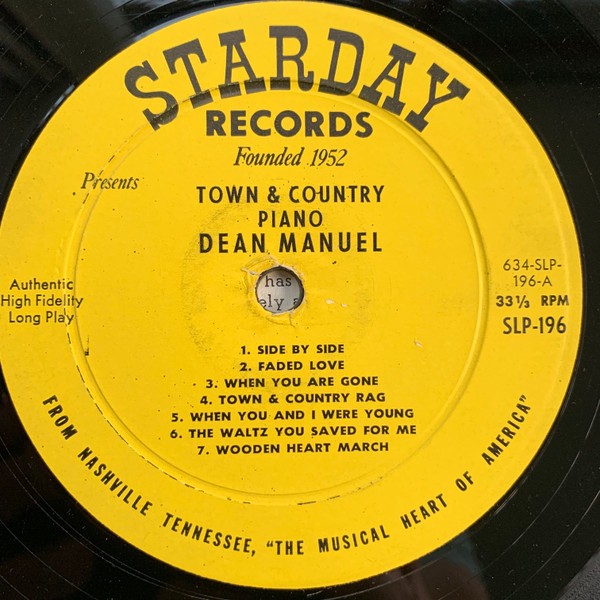 STARDAY
RECORDS
Founded 1952
Presents
TOWN & COUNTRY
PIANO
DEAN MANUEL
Authentic
High Fidelity
Long Play
634-SLP-
196-A
33 1/3 RPM
SLP-196
has
ely a
1. SIDE BY SIDE
2. FADED LOVE
3. WHEN YOU ARE GONE
4. TOWN & COUNTRY RAG
5. WHEN YOU AND I WERE YOUNG
6. THE WALTZ YOU SAVED FOR ME
7. WOODEN HEART MARCH
FROM NASHVILLE TENNESSEE, "THE MUSICAL HEART OF AMERICA"